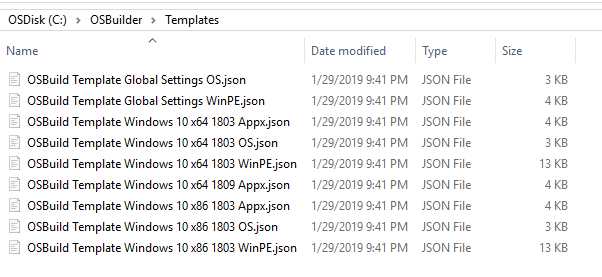 OSDisk (C:) > OSBuilder > Templates
Name Date modified Type Size
OSBuild Template Global Settings OS.json 1/29/2019 9:41 PM JSON File 3 KB
OSBuild Template Global Settings WinPE.json 1/29/2019 9:41 PM JSON File 4 KB
OSBuild Template Windows 10 x64 1803 Appx.json 1/29/2019 9:41 PM JSON File 4 KB
OSBuild Template Windows 10 x64 1803 OS.json 1/29/2019 9:41 PM JSON File 3 KB
OSBuild Template Windows 10 x64 1803 WinPE.json 1/29/2019 9:41 PM JSON File 13 KB
OSBuild Template Windows 10 x64 1809 Appx.json 1/29/2019 9:41 PM JSON File 4 KB
OSBuild Template Windows 10 x86 1803 Appx.json 1/29/2019 9:41 PM JSON File 4 KB
OSBuild Template Windows 10 x86 1803 OS.json 1/29/2019 9:41 PM JSON File 3 KB
OSBuild Template Windows 10 x86 1803 WinPE.json 1/29/2019 9:41 PM JSON File 13 KB